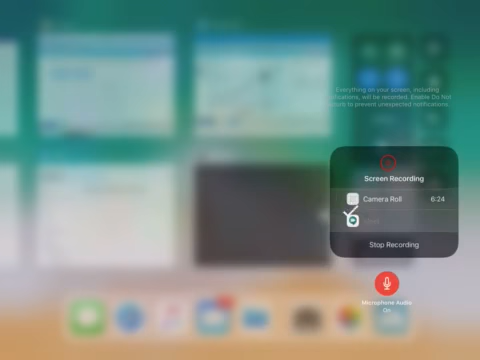 Everything on your screen, including
notifications, will be recorded. Enable Do Not
to prevent unexpected notifications.
Screen Recording
Camera Roll 6:24
Stop Recording
Microphone Audio
On